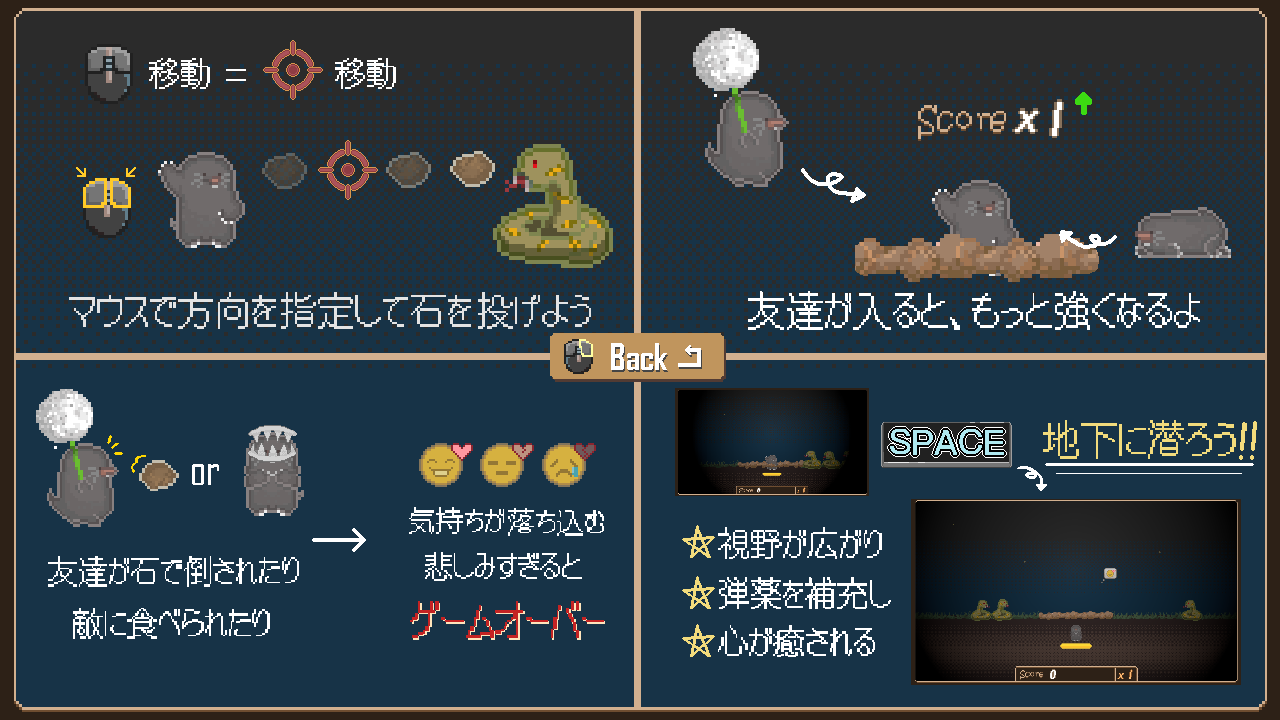 移動 = 移動
マウスで方向を指定して石を投げよう
Score x 1
友達が入ると、もっと強くなるよ
Back
or
友達が石で倒されたり
敵に食べられたり
気持ちが落ち込む
悲しみすぎると
ゲームオーバー
SPACE 地下に潜ろう!!
Score 0
視野が広がり
弾薬を補充し
心が癒される
Score 0 x 1